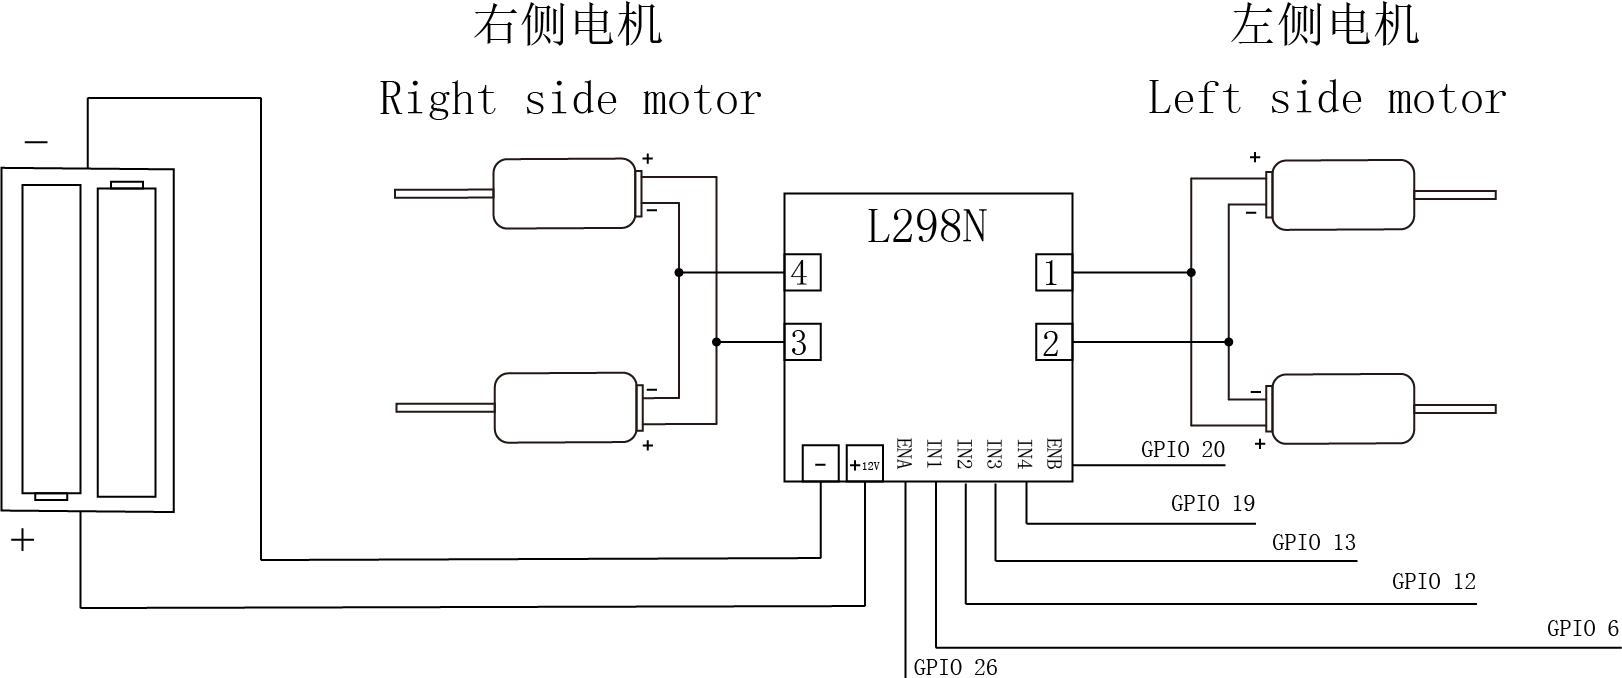 右侧电机
左侧电机
Right side motor
Left side motor
−
+
+
−
−
+
+
−
−
+
L298N
4
1
3
2
−
+12V
ENA
IN1
IN2
IN3
IN4
ENB
GPIO 20
GPIO 19
GPIO 13
GPIO 12
GPIO 6
GPIO 26